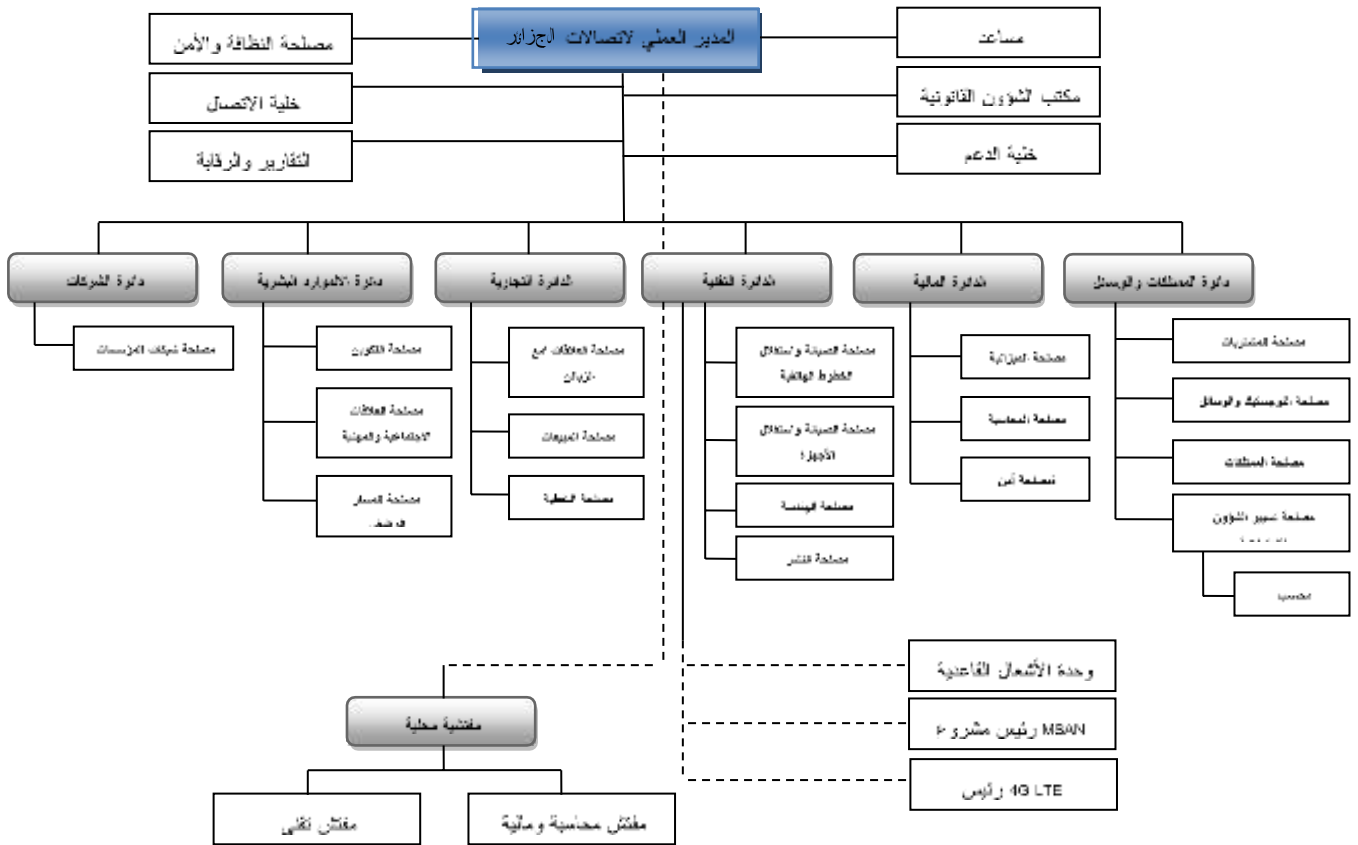 المدير العملي لاتصالات الجزائر
مساعد
مصلحة النظافة والأمن
مكتب الشؤون القانونية
خلية الاتصال
خلية الدعم
التقارير والرقابة
دائرة الممتلكات والوسائل
الدائرة المالية
الدائرة التقنية
الدائرة التجارية
دائرة الالموارد البشرية
دائرة الشركات
مصلحة المشتريات
مصلحة اللوجستيك والوسائل
مصلحة الممتلكات
مصلحة تسيير الشؤون
مصلحة الميزانية
مصلحة المحاسبة
مصلحة الصيانة واستغلال
الخطوط الهاتفية
مصلحة الصيانة واستغلال
الأجهزة
مصلحة الهندسة
مصلحة النشر
مصلحة العلاقات مع
الزبائن
مصلحة المبيعات
مصلحة التغطية
مصلحة التكوين
مصلحة العلاقات
الاجتماعية والمهنية
مصلحة المسار
مصلحة شبكات المؤسسات
وحدة الأشغال القاعدية
MSAN رئيس مشروع
4G LTE رئيس
مفتشية محلية
مفتش محاسبة ومالية
مفتش تقني